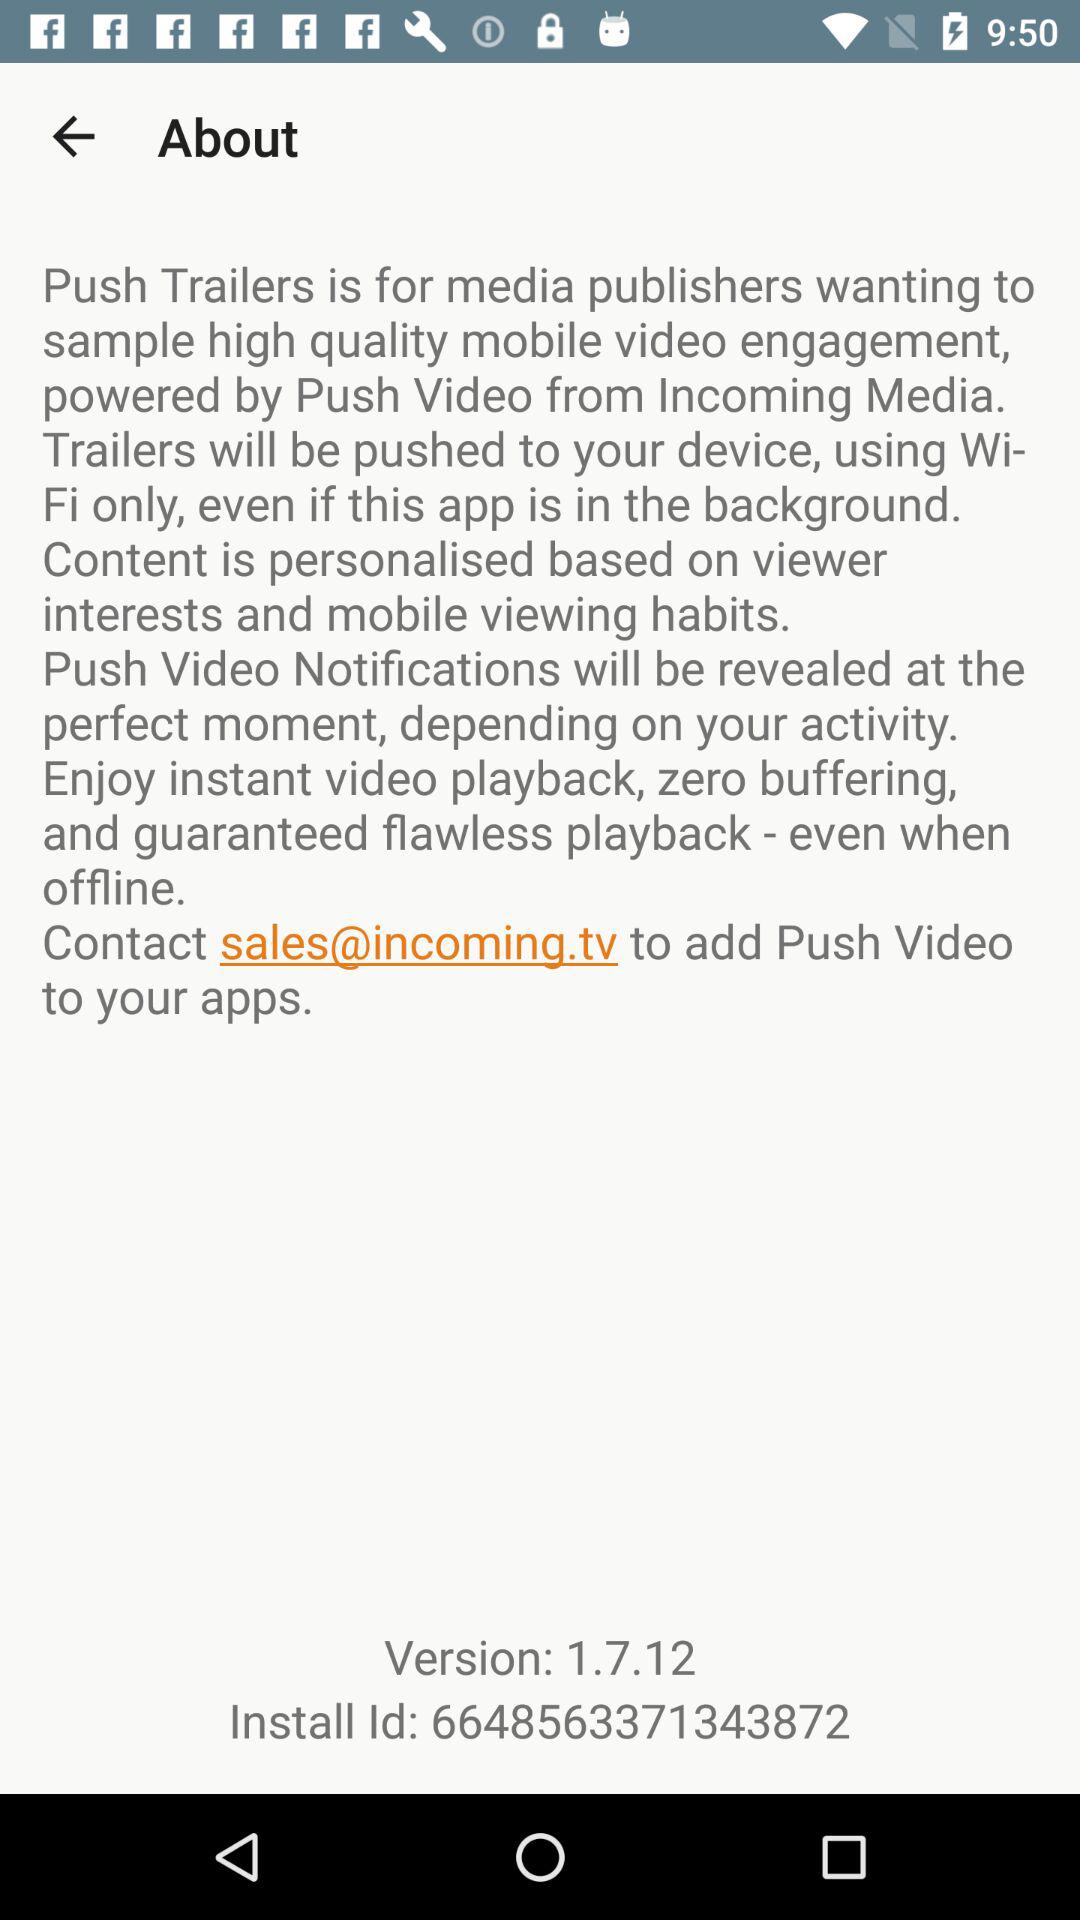 9:50
About
Push Trailers is for media publishers wanting to
sample high quality mobile video engagement,
powered by Push Video from Incoming Media.
Trailers will be pushed to your device, using Wi-
Fi only, even if this app is in the background.
Content is personalised based on viewer
interests and mobile viewing habits.
Push Video Notifications will be revealed at the
perfect moment, depending on your activity.
Enjoy instant video playback, zero buffering,
and guaranteed flawless playback - even when
offline.
Contact sales@incoming.tv to add Push Video
to your apps.
Version: 1.7.12
Install Id: 6648563371343872